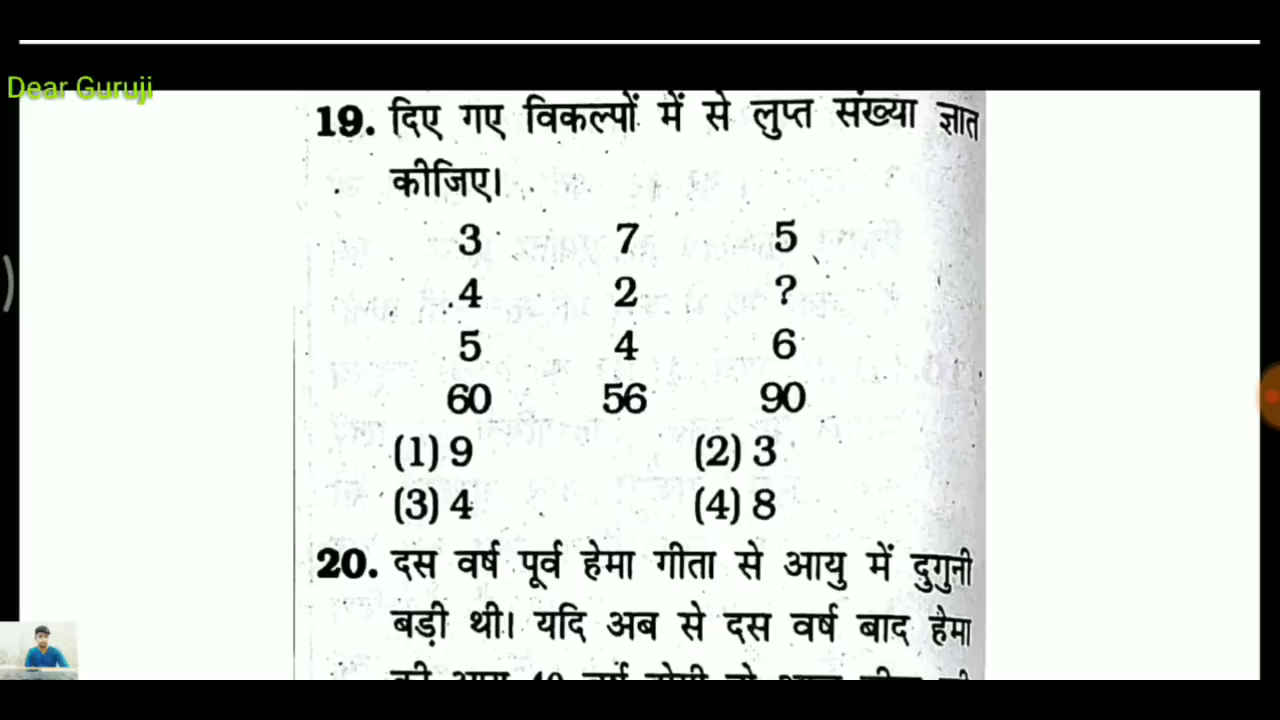 Dear Guruji
19. दिए गए विकल्पों में से लुप्त संख्या ज्ञात
कीजिए।
3 7 5
4 2 ?
5 4 6
60 56 90
(1) 9 (2) 3
(3) 4 (4) 8
20. दस वर्ष पूर्व हेमा गीता से आयु में दुगुनी
बड़ी थी। यदि अब से दस वर्ष बाद हेमा